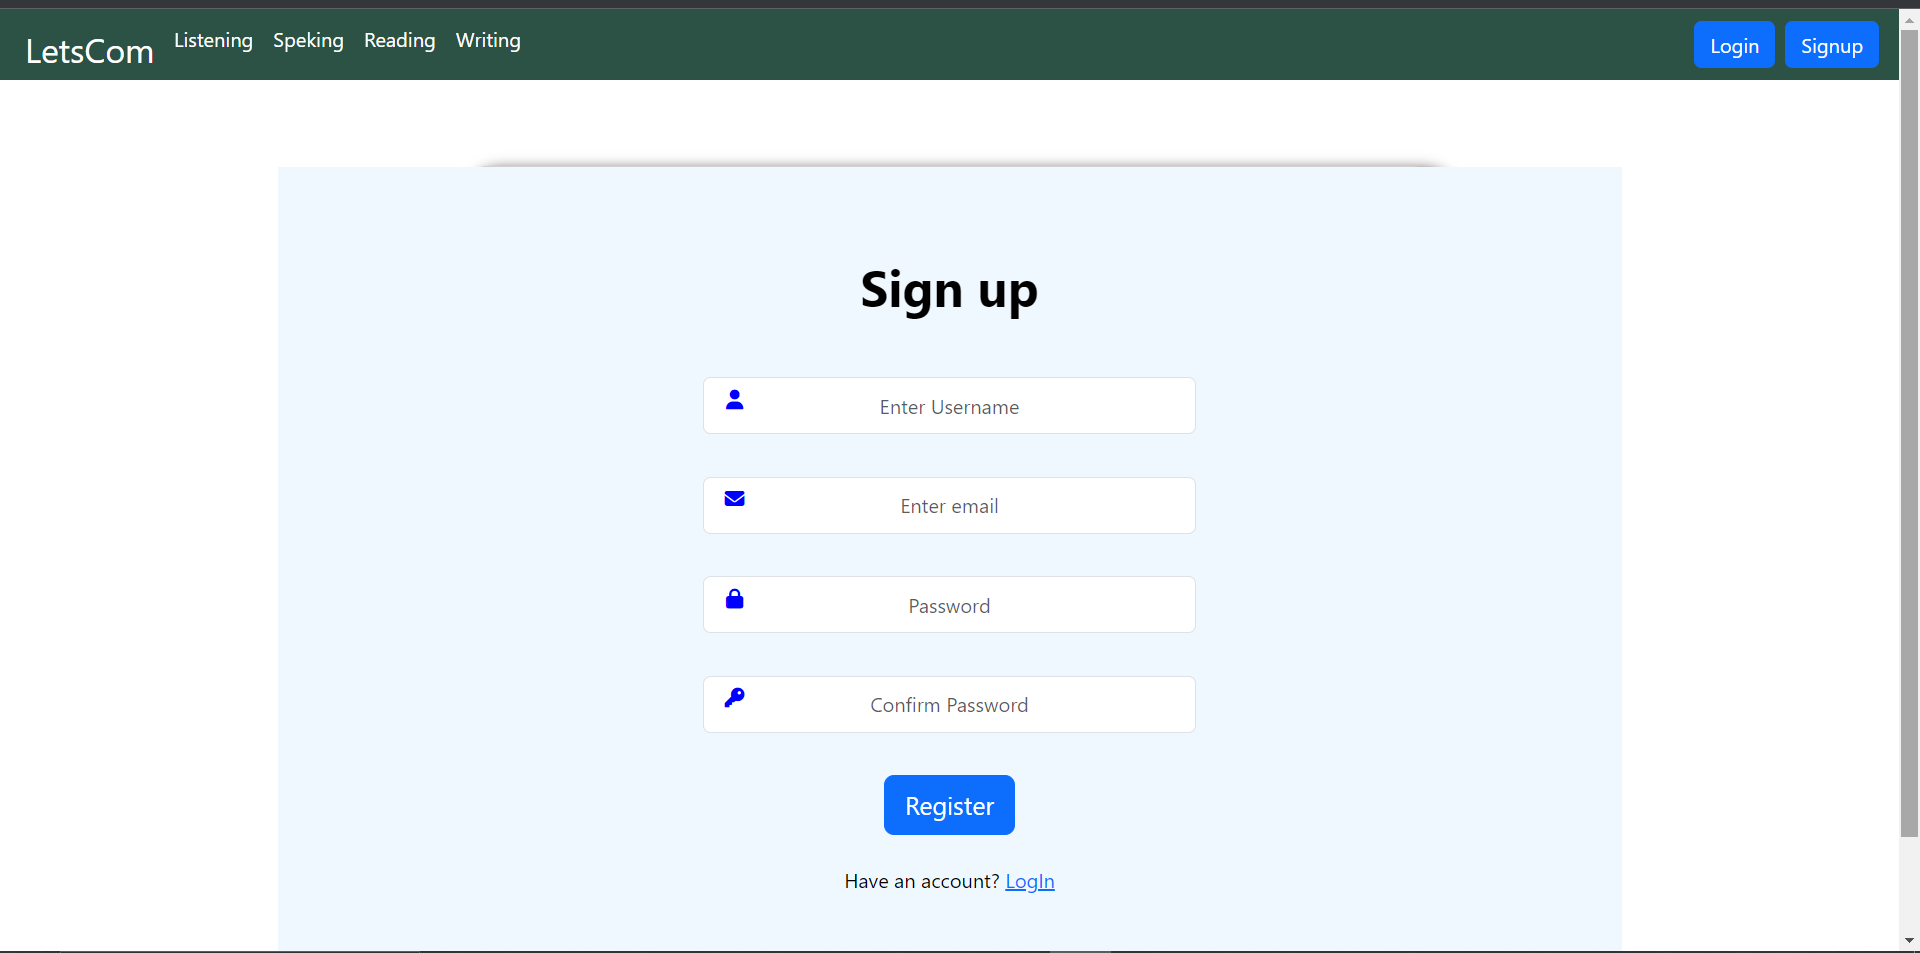 LetsCom Listening Speking Reading Writing Login Signup
Sign up
Enter Username
Enter email
Password
Confirm Password
Register
Have an account? LogIn